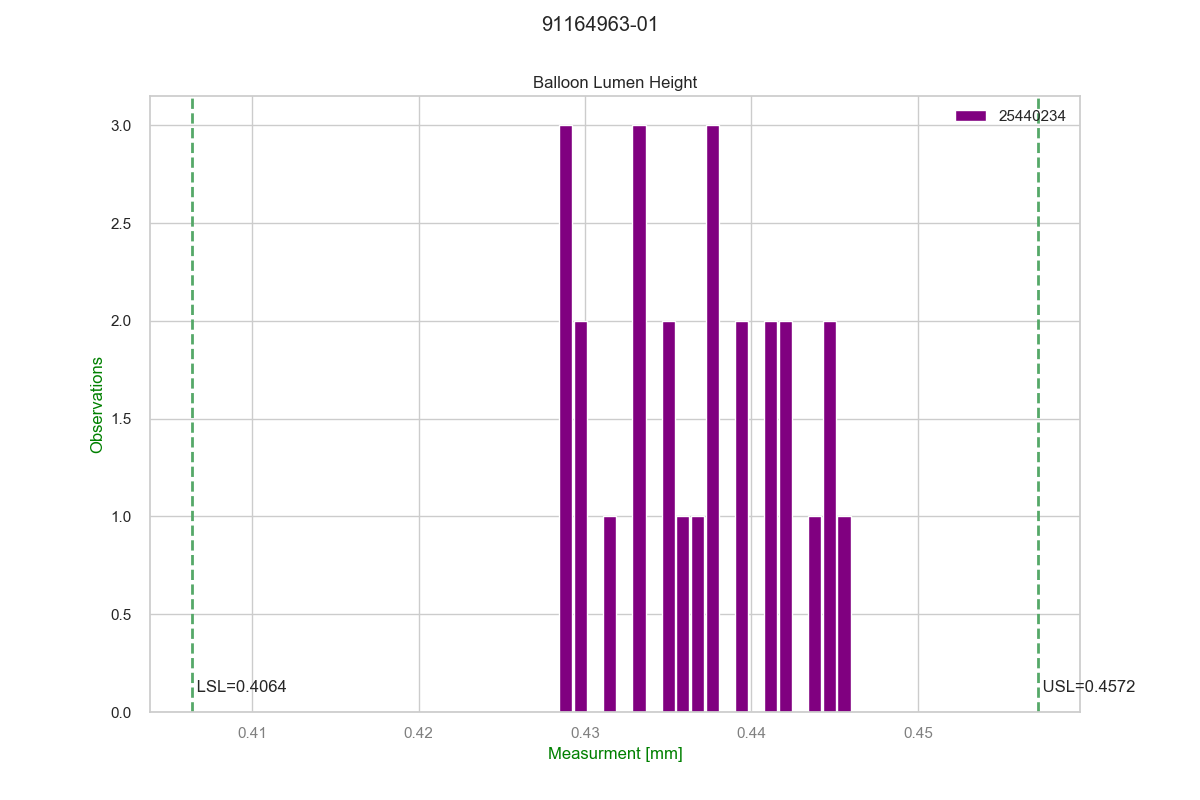 91164963-01
Balloon Lumen Height
25440234
3.0
2.5
2.0
1.5
1.0
0.5
0.0
Observations
LSL=0.4064
USL=0.4572
0.41 0.42 0.43 0.44 0.45
Measurment [mm]